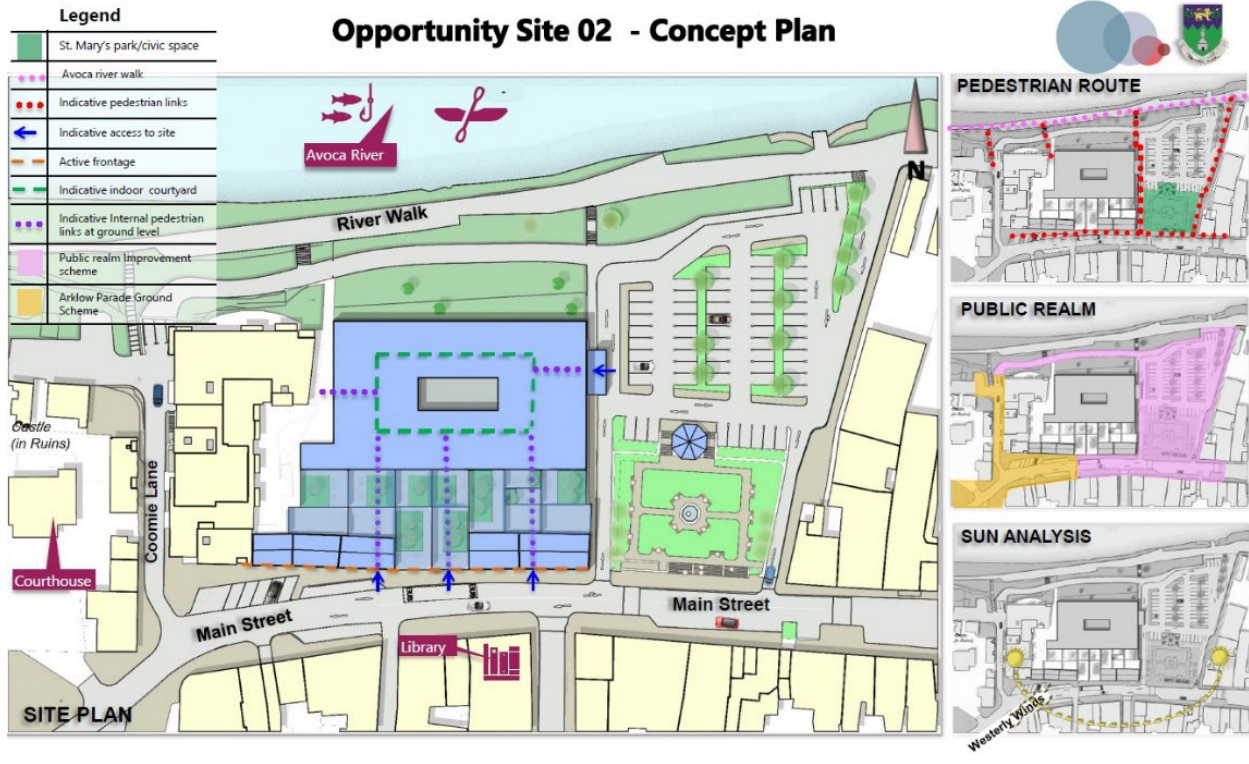 Legend
St. Mary's park/civic space
Avoca river walk
Indicative pedestrian links
Indicative access to site
Active frontage
Indicative indoor courtyard
Indicative Internal pedestrian
links at ground level
Public realm Improvement
scheme
Arklow Parade Ground
Scheme
Opportunity Site 02 - Concept Plan
Avoca River
N
River Walk
Castle
(in Ruins)
Coomie Lane
Courthouse
Main Street
Main Street
Library
SITE PLAN
PEDESTRIAN ROUTE
PUBLIC REALM
SUN ANALYSIS
Westerly Winds